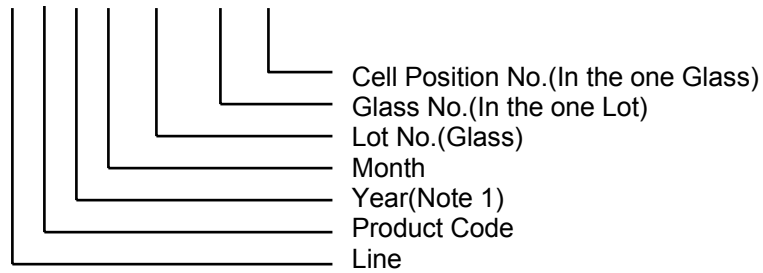 Cell Position No.(In the one Glass)
Glass No.(In the one Lot)
Lot No.(Glass)
Month
Year(Note 1)
Product Code
Line